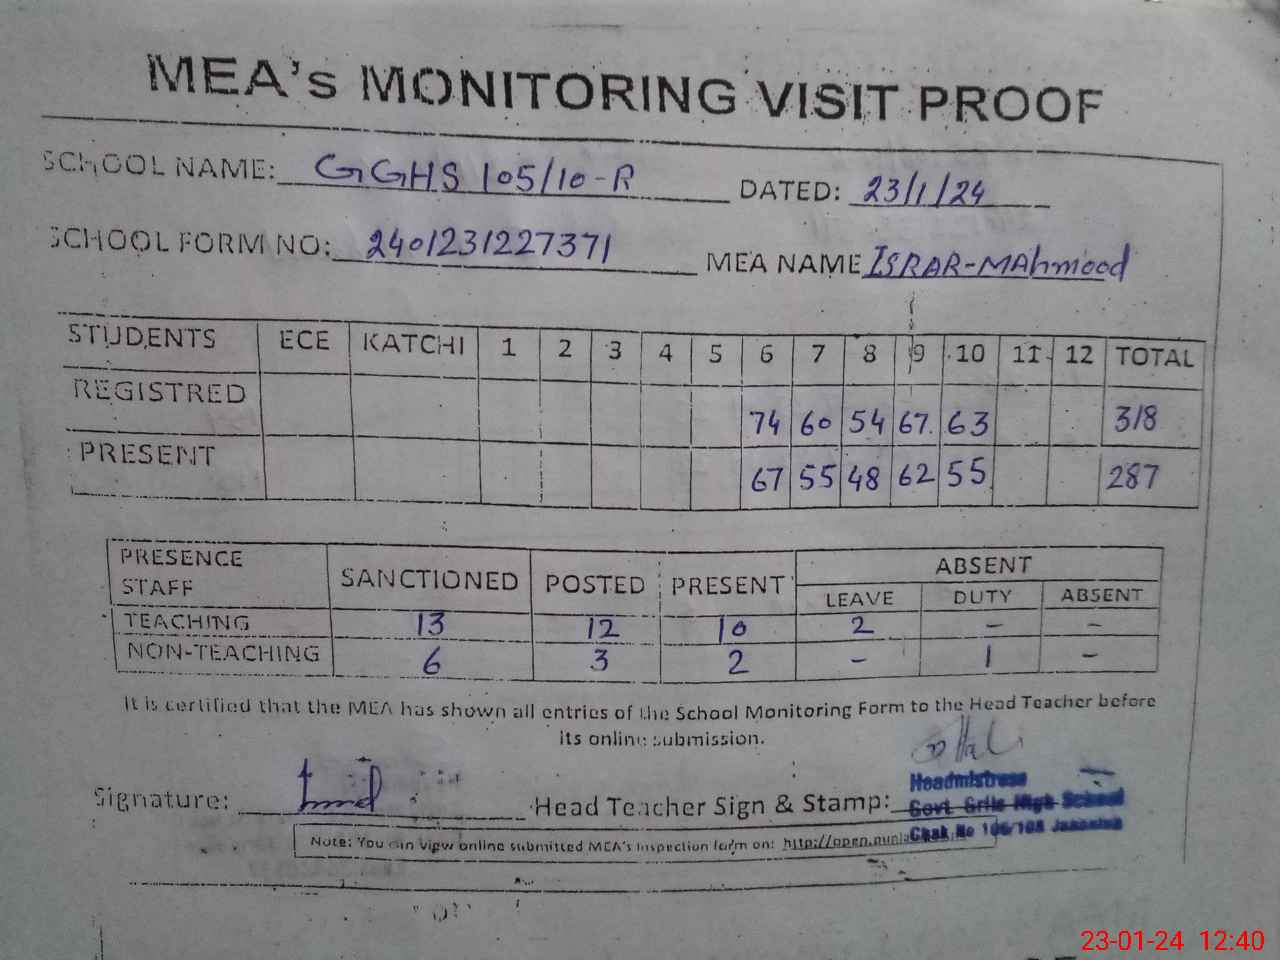 MEA's MONITORING VISIT PROOF
SCHOOL NAME: GGHS 105/10-R DATED: 23/1/24
SCHOOL FORM NO: 2401231227371 MEA NAME ISRAR-MAhmood
STUDENTS ECE KATCHI 1 2 3 4 5 6 7 8 9 10 11 12 TOTAL
REGISTRED 74 60 54 67 63 318
PRESENT 67 55 48 62 55 287
PRESENCE STAFF SANCTIONED POSTED PRESENT ABSENT
LEAVE DUTY ABSENT
TEACHING 13 12 10 2 - -
NON-TEACHING 6 3 2 - 1 -
It is certified that the MEA has shown all entries of the School Monitoring Form to the Head Teacher before
its online submission.
Signature: Head Teacher Sign & Stamp:
Headmistress
Govt. Grils High School
Chak No
Note: You can view online submitted MEA's Inspection form on: http://open.punja
23-01-24 12:40